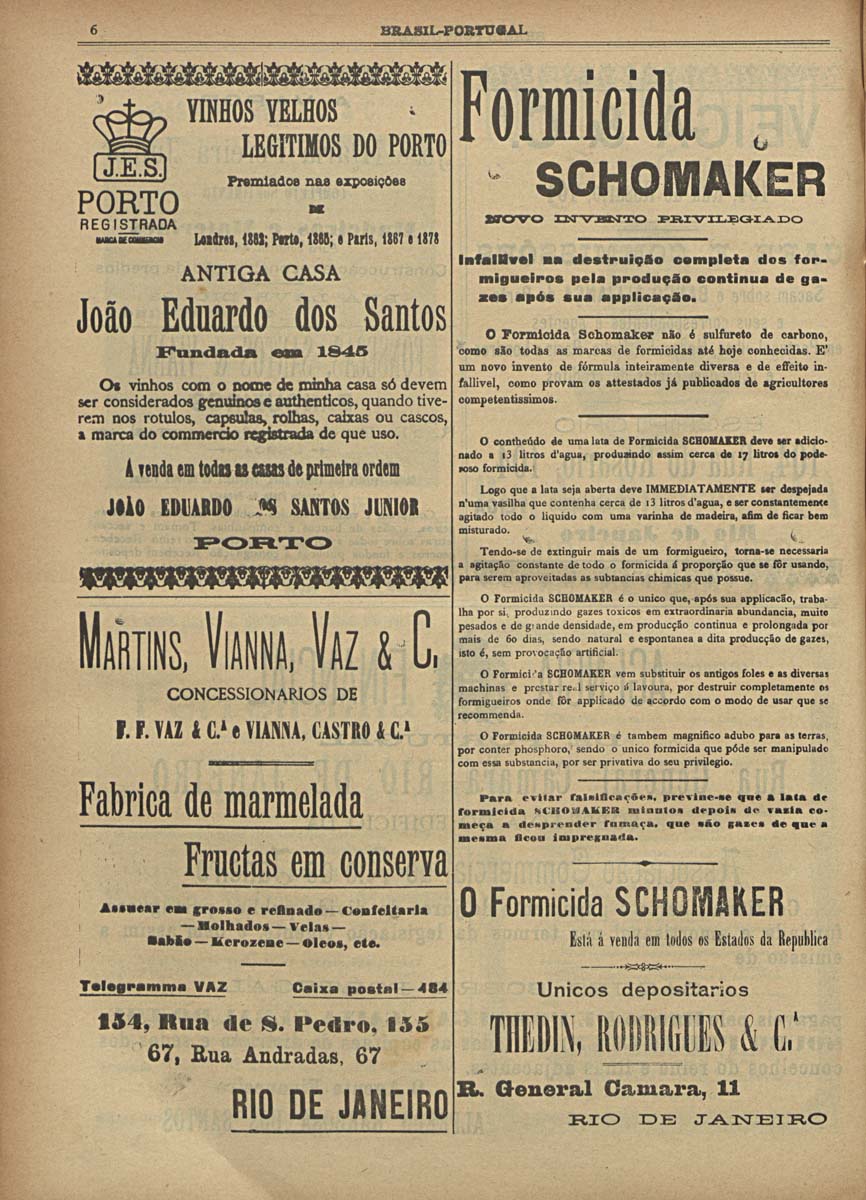 6
BRASIL-PORTUGAL
VINHOS VELHOS
LEGITIMOS DO PORTO
J.E.S.
PORTO
REGISTRADA
MARCA DE COMMERCIO
Premiados nas exposições
DE
Londres, 1862; Porto, 1865; e Paris, 1867 e 1878
ANTIGA CASA
João Eduardo dos Santos
Fundada em 1845
Os vinhos com o nome de minha casa só devem
ser considerados genuinos e authenticos, quando tive-
rem nos rotulos, capsulas, rolhas, caixas ou cascos,
a marca do commercio registrada de que uso.
A venda em todas as casas de primeira ordem
JOÃO EDUARDO DOS SANTOS JUNIOR
PORTO
MARTINS, VIANNA, VAZ & C.
CONCESSIONARIOS DE
F. F. VAZ & C.ª e VIANNA, CASTRO & C.ª
Fabrica de marmelada
Fructas em conserva
Assucar em grosso e refinado—Confeitaria
—Molhados—Velas—
Sabão—Kerozene—Oleos, etc.
Telegramma VAZ Caixa postal—484
154, Rua de S. Pedro, 155
67, Rua Andradas, 67
RIO DE JANEIRO
Formicida
SCHOMAKER
NOVO INVENTO PRIVILEGIADO
Infallivel na destruição completa dos for-
migueiros pela produção continua de ga-
zes após sua applicação.
O Formicida Schomaker não é sulfureto de carbono,
como são todas as marcas de formicidas até hoje conhecidas. E'
um novo invento de fórmula inteiramente diversa e de effeito in-
fallivel, como provam os attestados já publicados de agricultores
competentissimos.
O contheúdo de uma lata de Formicida SCHOMAKER deve ser adicio-
nado a 13 litros d'agua, produzindo assim cerca de 17 litros do pode-
roso formicida.
Logo que a lata seja aberta deve IMMEDIATAMENTE ser despejada
n'uma vasilha que contenha cerca de 13 litros d'agua, e ser constantemente
agitado todo o liquido com uma varinha de madeira, afim de ficar bem
misturado.
Tendo-se de extinguir mais de um formigueiro, torna-se necessaria
a agitação constante de todo o formicida á proporção que se fôr usando,
para serem aproveitadas as subtancias chimicas que possue.
O Formicida SCHOMAKER é o unico que, após sua applicacão, traba-
lha por si, produzindo gazes toxicos em extraordinaria abundancia, muite
pesados e de grande densidade, em producção continua e prolongada por
mais de 60 dias, sendo natural e espontanea a dita producção de gazes,
isto é, sem provocação artificial.
O Formicida SCHOMAKER vem substituir os antigos foles e as diversas
machinas e prestar real serviço á lavoura, por destruir completamente os
formigueiros onde fôr applicado de accordo com o modo de usar que se
recommenda.
O Formicida SCHOMAKER é tambem magnifico adubo para as terras,
por conter phosphoro, sendo o unico formicida que póde ser manipulado
com essa substancia, por ser privativa do seu privilegio.
Para evitar falsificações, previne-se que a lata de
formicida SCHOMAKER minutos depois de vazia co-
meça a desprender fumaça, que são gazes de que a
mesma ficou impregnada.
O Formicida SCHOMAKER
Está á venda em todos os Estados da Republica
Unicos depositarios
THEDIN, RODRIGUES & C.ª
R. General Camara, 11
RIO DE JANEIRO